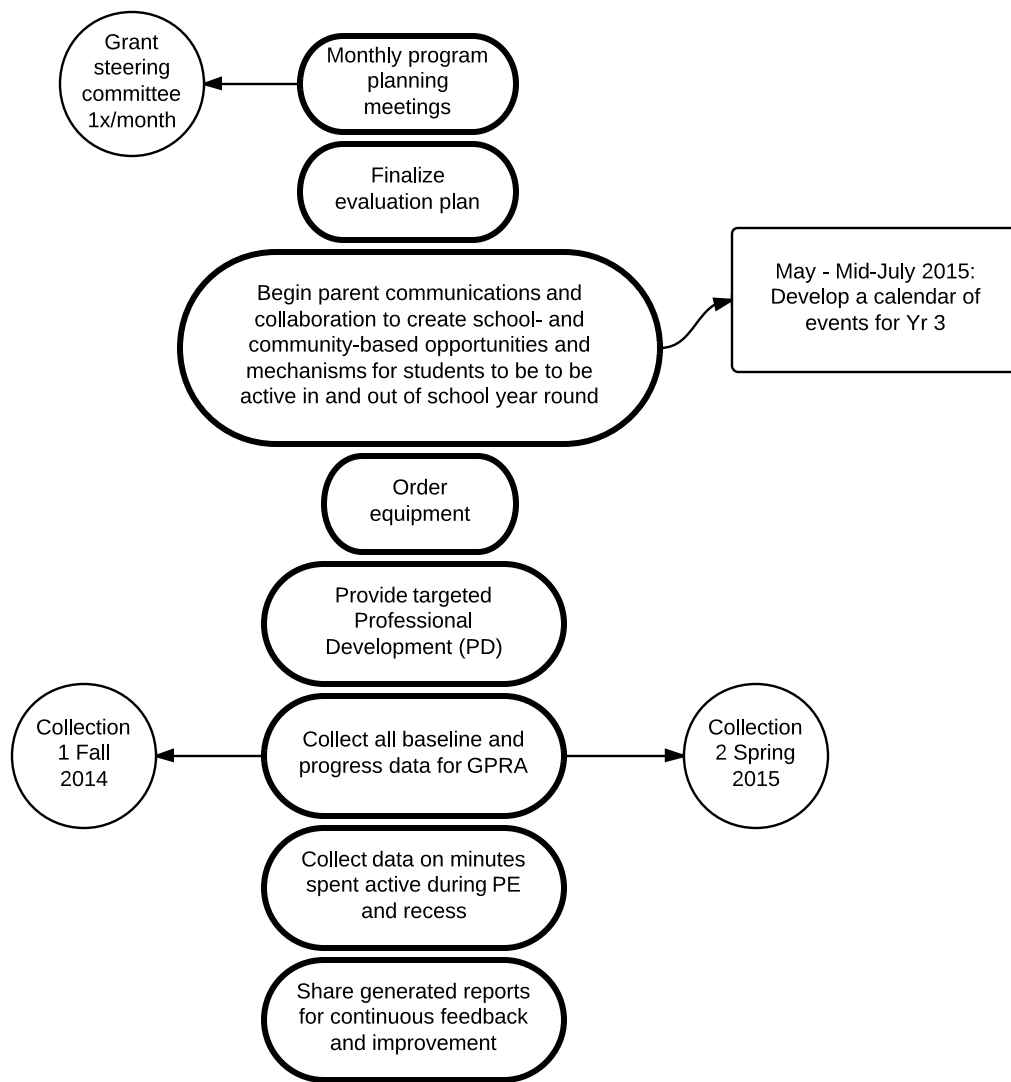 Grant
steering
committee
1x/month
Monthly program
planning
meetings
Finalize
evaluation plan
Begin parent communications and
collaboration to create school- and
community-based opportunities and
mechanisms for students to be to be
active in and out of school year round
May - Mid-July 2015:
Develop a calendar of
events for Yr 3
Order
equipment
Provide targeted
Professional
Development (PD)
Collection
1 Fall
2014
Collect all baseline and
progress data for GPRA
Collection
2 Spring
2015
Collect data on minutes
spent active during PE
and recess
Share generated reports
for continuous feedback
and improvement